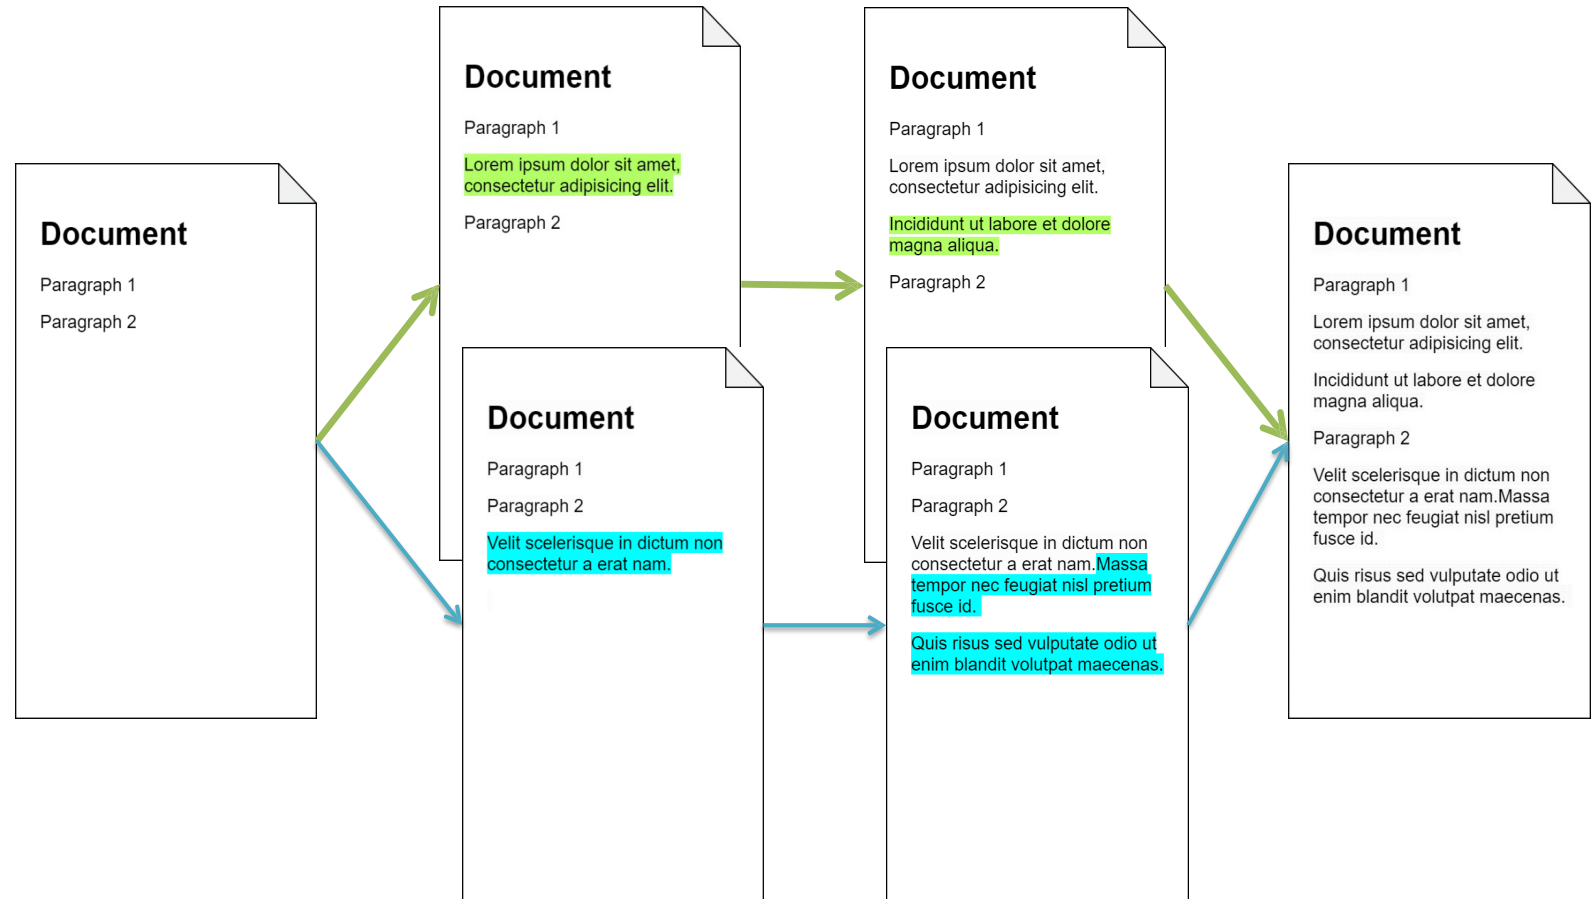 Document
Paragraph 1
Paragraph 2
Document
Paragraph 1
Lorem ipsum dolor sit amet,
consectetur adipisicing elit.
Paragraph 2
Document
Paragraph 1
Lorem ipsum dolor sit amet,
consectetur adipisicing elit.
Incididunt ut labore et dolore
magna aliqua.
Paragraph 2
Document
Paragraph 1
Paragraph 2
Velit scelerisque in dictum non
consectetur a erat nam.
Document
Paragraph 1
Paragraph 2
Velit scelerisque in dictum non
consectetur a erat nam.Massa
tempor nec feugiat nisl pretium
fusce id.
Quis risus sed vulputate odio ut
enim blandit volutpat maecenas.
Document
Paragraph 1
Lorem ipsum dolor sit amet,
consectetur adipisicing elit.
Incididunt ut labore et dolore
magna aliqua.
Paragraph 2
Velit scelerisque in dictum non
consectetur a erat nam.Massa
tempor nec feugiat nisl pretium
fusce id.
Quis risus sed vulputate odio ut
enim blandit volutpat maecenas.